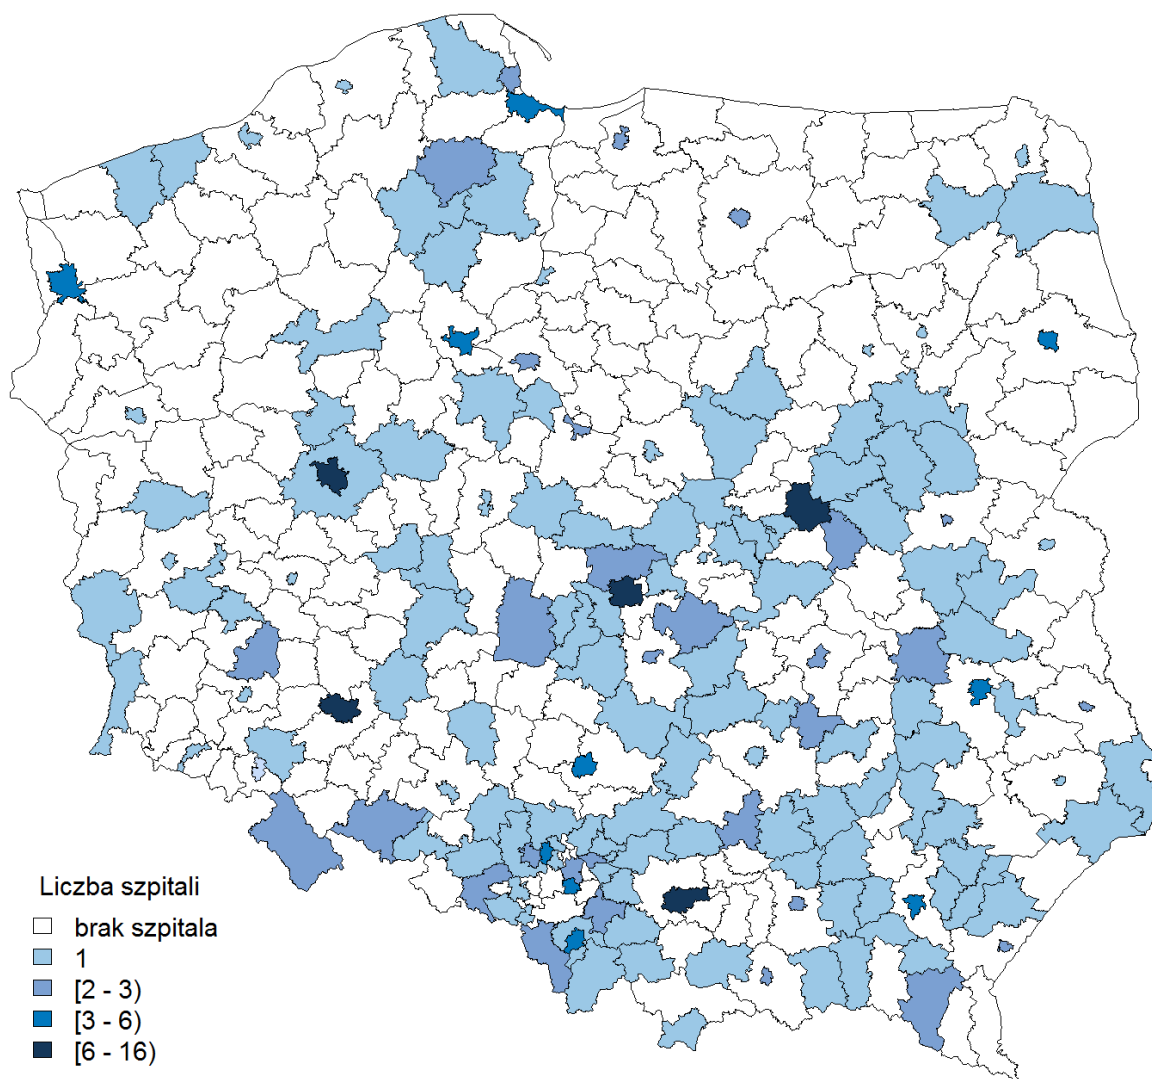 Liczba szpitali
brak szpitala
1
[2 - 3)
[3 - 6)
[6 - 16)